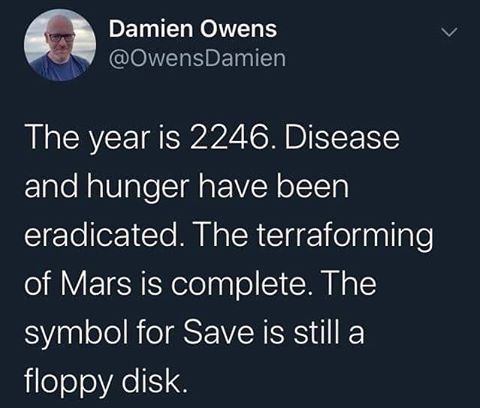 Damien Owens
@OwensDamien
The year is 2246. Disease
and hunger have been
eradicated. The terraforming
of Mars is complete. The
symbol for Save is still a
floppy disk.